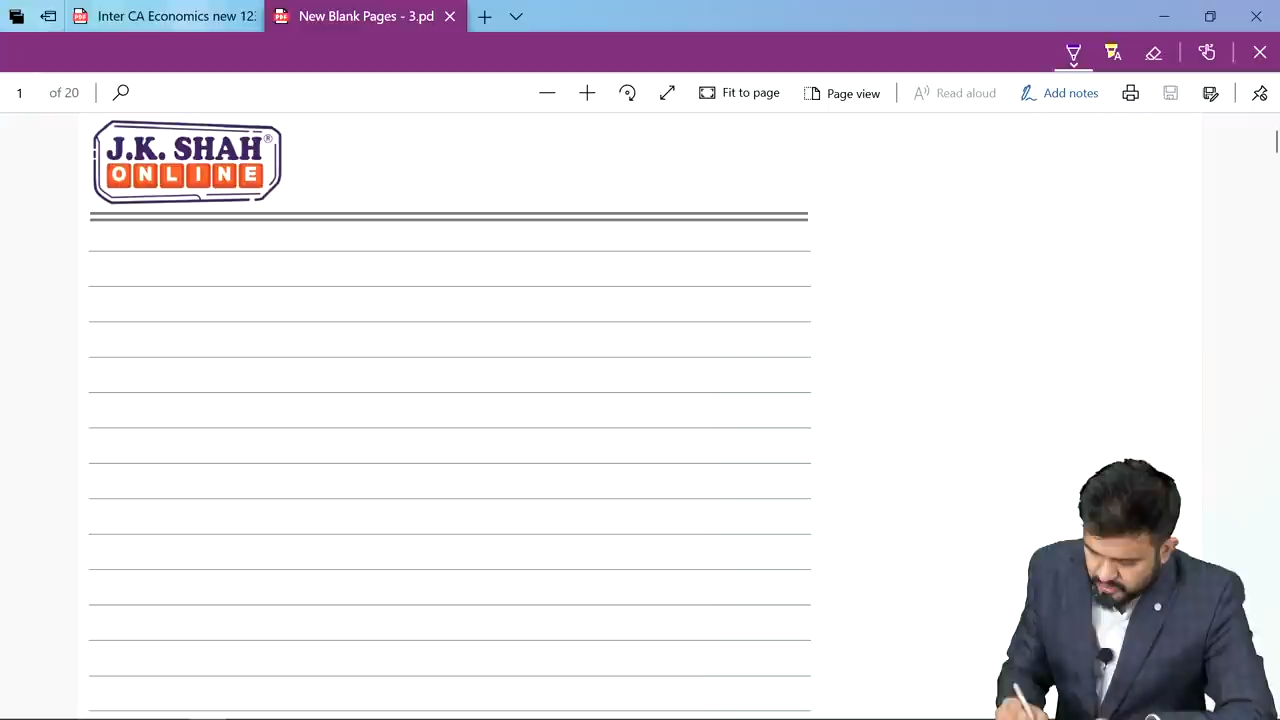 Inter CA Economics new 12
New Blank Pages - 3.pd
1 of 20
Fit to page
Page view
Read aloud
Add notes
J.K. SHAH®
ONLINE